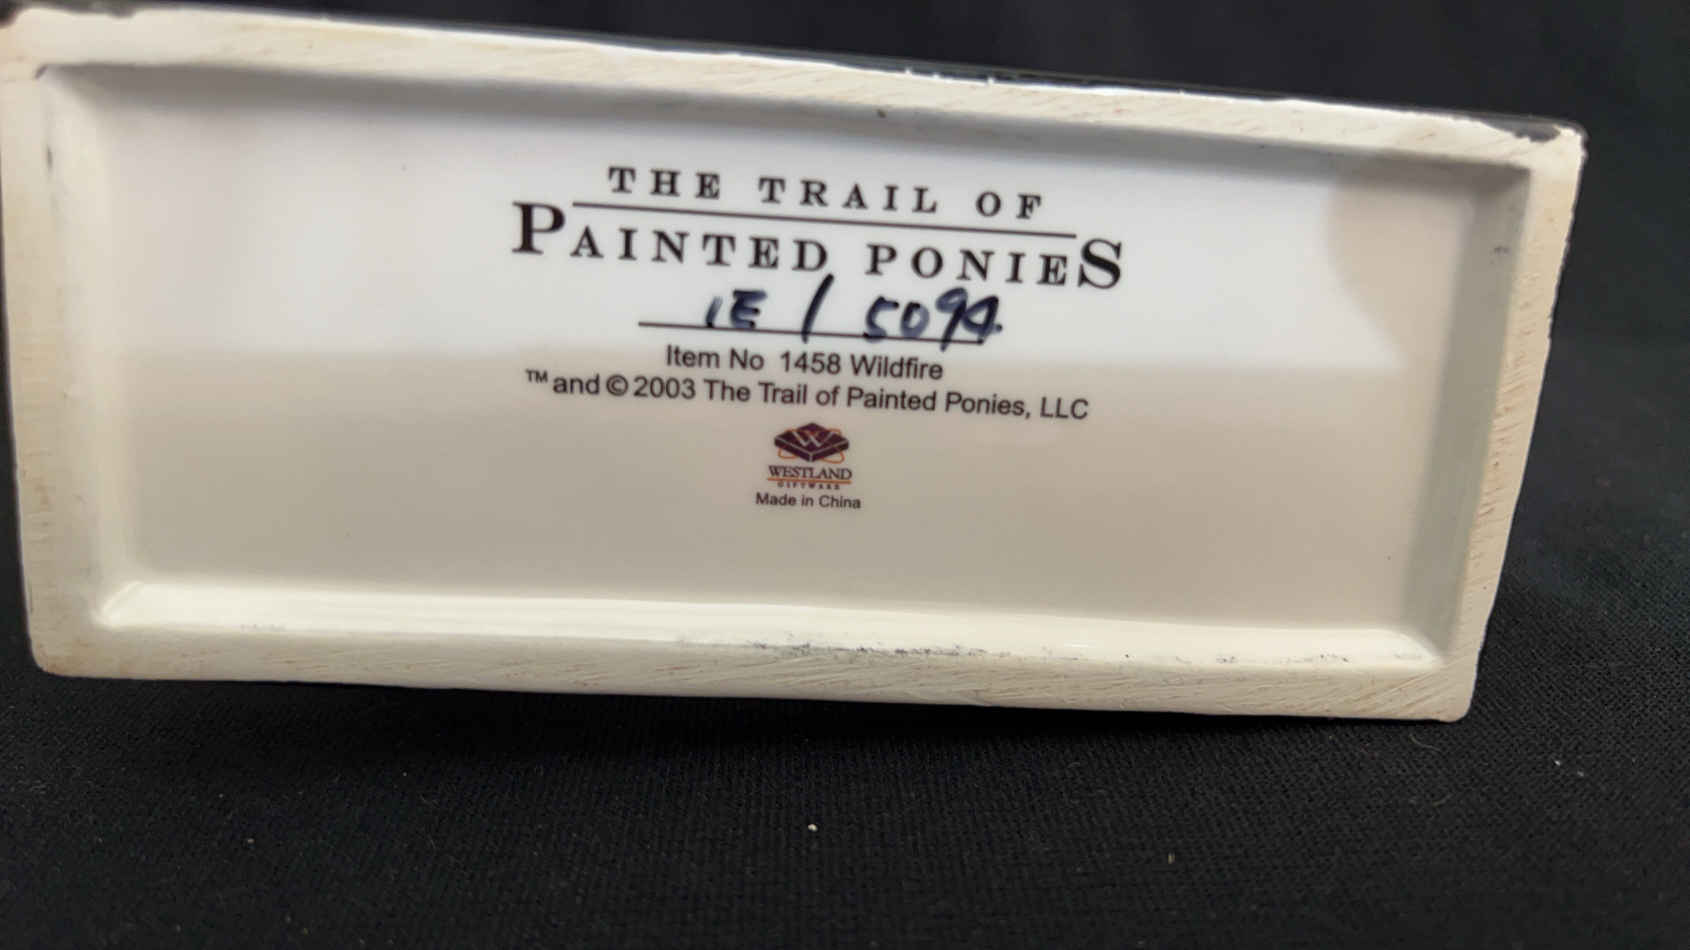 THE TRAIL OF
PAINTED PONIES
1E/5094
Item No 1458 Wildfire
™ and © 2003 The Trail of Painted Ponies, LLC
W
WESTLAND
GIFTWARE
Made in China